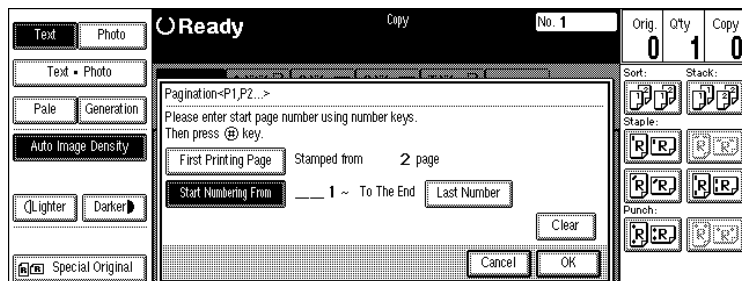 Text
Photo
Text • Photo
Pale
Generation
Auto Image Density
Lighter
Darker
Special Original
Ready
Copy
No. 1
Pagination<P1,P2...>
Please enter start page number using number keys.
Then press (#) key.
First Printing Page Stamped from 2 page
Start Numbering From ___ 1 ~ To The End Last Number
Clear
Cancel OK
Orig. Q'ty Copy
0 1 0
Sort: Stack:
Staple:
Punch: